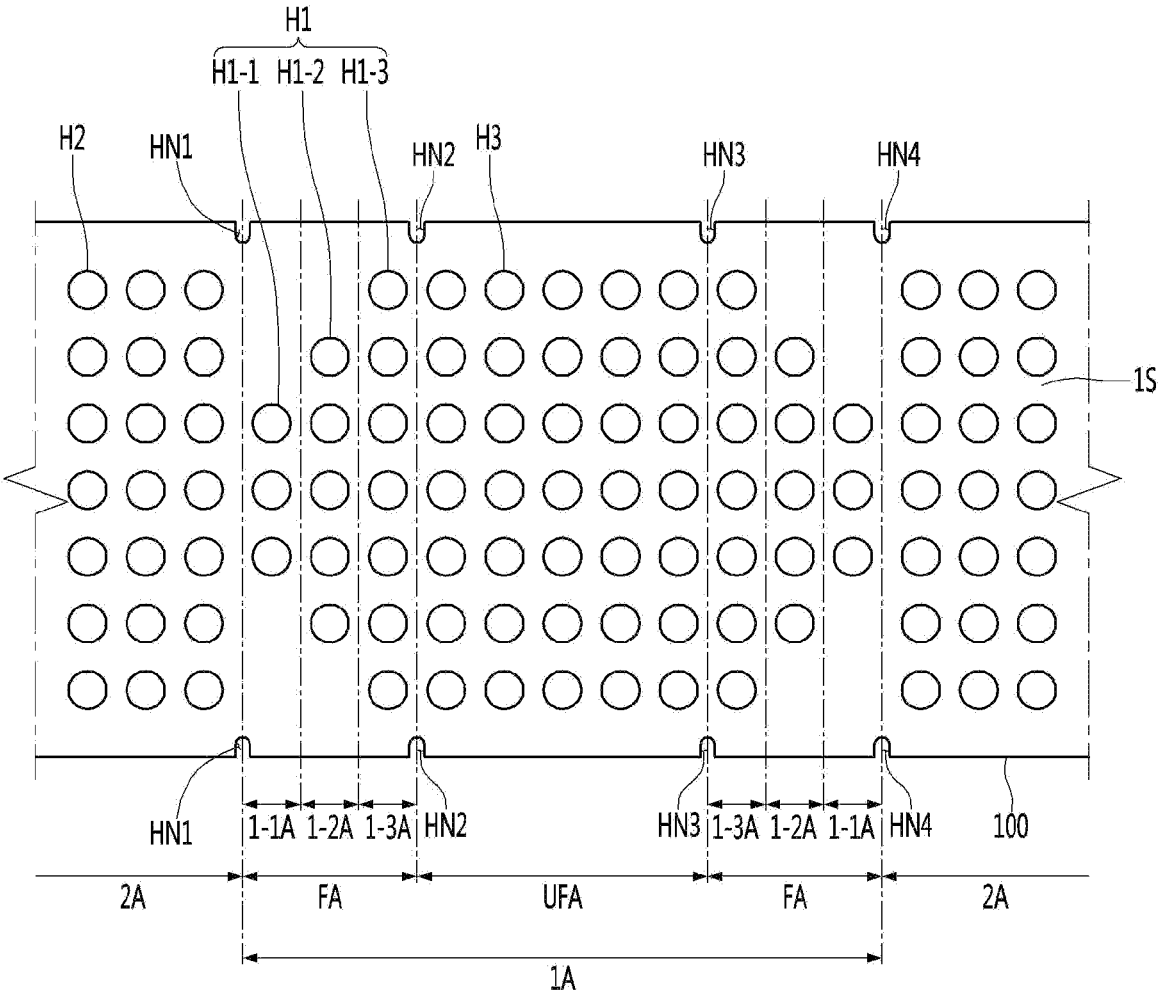 H1
H1-1 H1-2 H1-3
H2 HN1 HN2 H3 HN3 HN4
1S
HN1 1-1A 1-2A 1-3A HN2 HN3 1-3A 1-2A 1-1A HN4 100
2A FA UFA FA 2A
1A